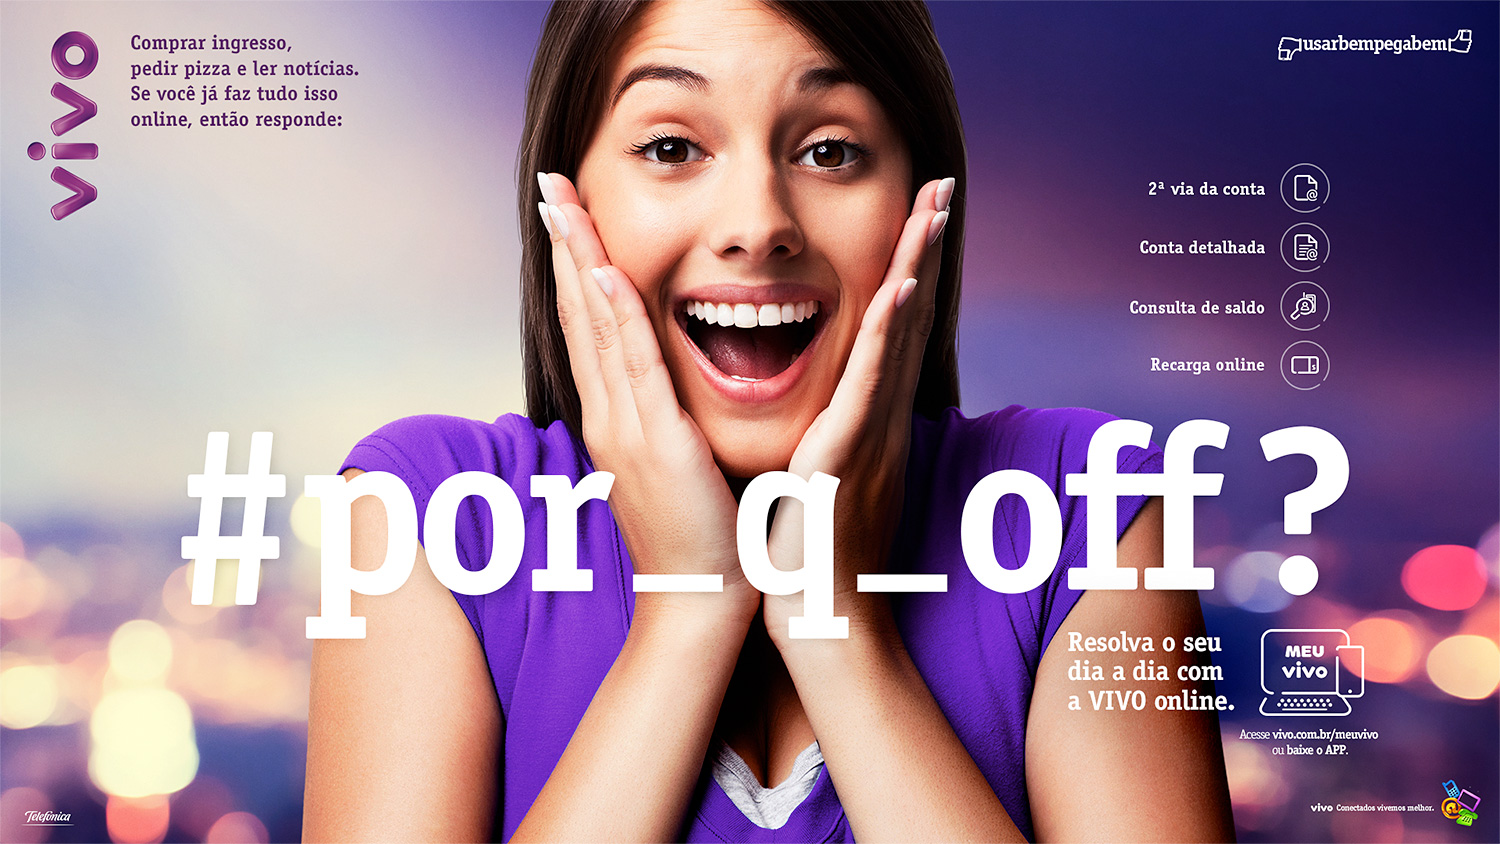 vivo
Comprar ingresso,
pedir pizza e ler notícias.
Se você já faz tudo isso
online, então responde:
usarbempegabem
2ª via da conta
Conta detalhada
Consulta de saldo
Recarga online
#por_q_off?
Resolva o seu
dia a dia com
a VIVO online.
MEU
vivo
Acesse vivo.com.br/meuvivo
ou baixe o APP.
Telefónica
vivo Conectados vivemos melhor.